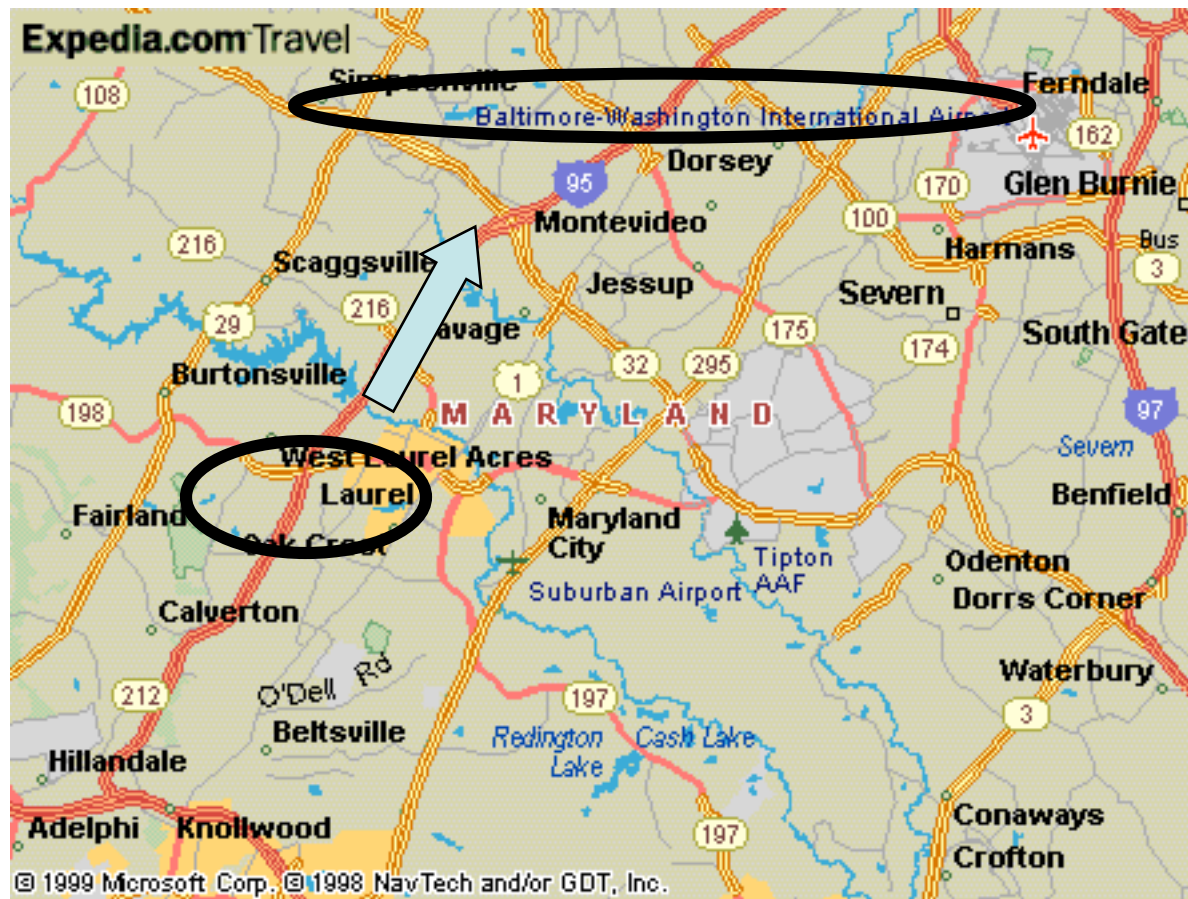 Expedia.com Travel
108
Simpsonville
Ferndale
Baltimore-Washington International Airport
162
Dorsey
95
170
Glen Burnie
Montevideo
100
216
Harmans
Bus
3
Scaggsville
Jessup
Severn
216
29
avage
175
South Gate
174
32
295
Burtonsville
1
198
MARYLAND
97
Severn
West Laurel Acres
Laurel
Benfield
Fairland
Maryland
City
Oak Crest
Tipton
AAF
Odenton
Suburban Airport
Dorrs Corner
Calverton
O'Dell Rd
Waterbury
212
197
3
Beltsville
Redington
Lake
Cash Lake
Hillandale
Conaways
Adelphi
Knollwood
197
Crofton
© 1999 Microsoft Corp. © 1998 NavTech and/or GDT, Inc.